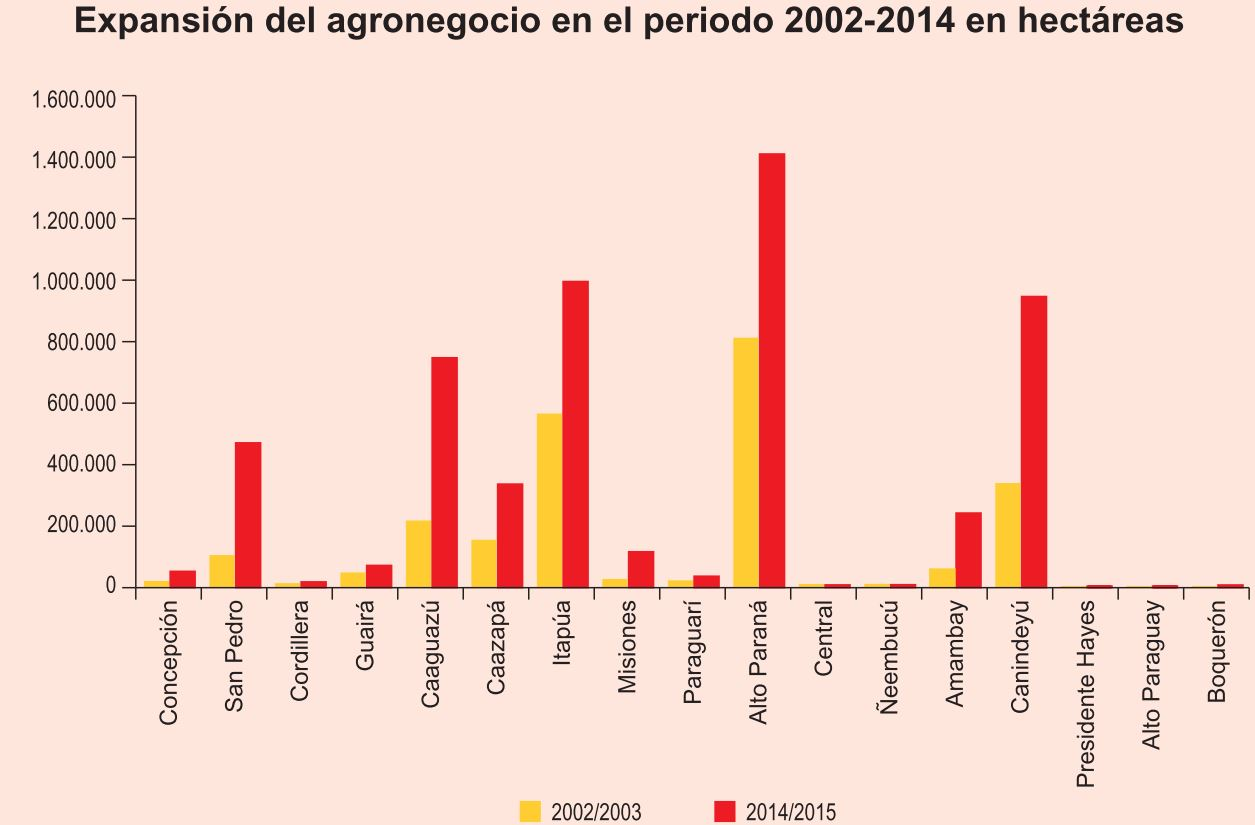 Expansión del agronegocio en el periodo 2002-2014 en hectáreas
1.600.000
1.400.000
1.200.000
1.000.000
800.000
600.000
400.000
200.000
0
Concepción
San Pedro
Cordillera
Guairá
Caaguazú
Caazapá
Itapúa
Misiones
Paraguarí
Alto Paraná
Central
Ñeembucú
Amambay
Canindeyú
Presidente Hayes
Alto Paraguay
Boquerón
2002/2003
2014/2015